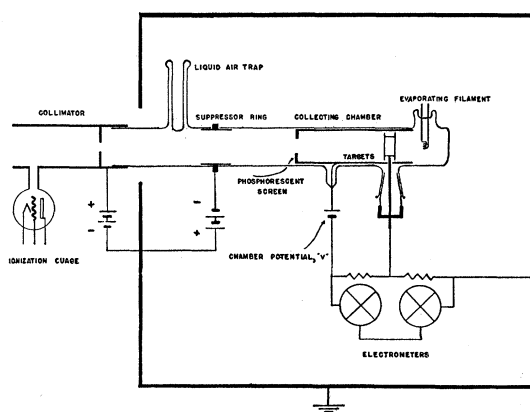 LIQUID AIR TRAP
COLLIMATOR
SUPPRESSOR RING
COLLECTING CHAMBER
EVAPORATING FILAMENT
TARGETS
PHOSPHORESCENT
SCREEN
+
-
-
+
IONIZATION GUAGE
CHAMBER POTENTIAL, "V"
ELECTROMETERS